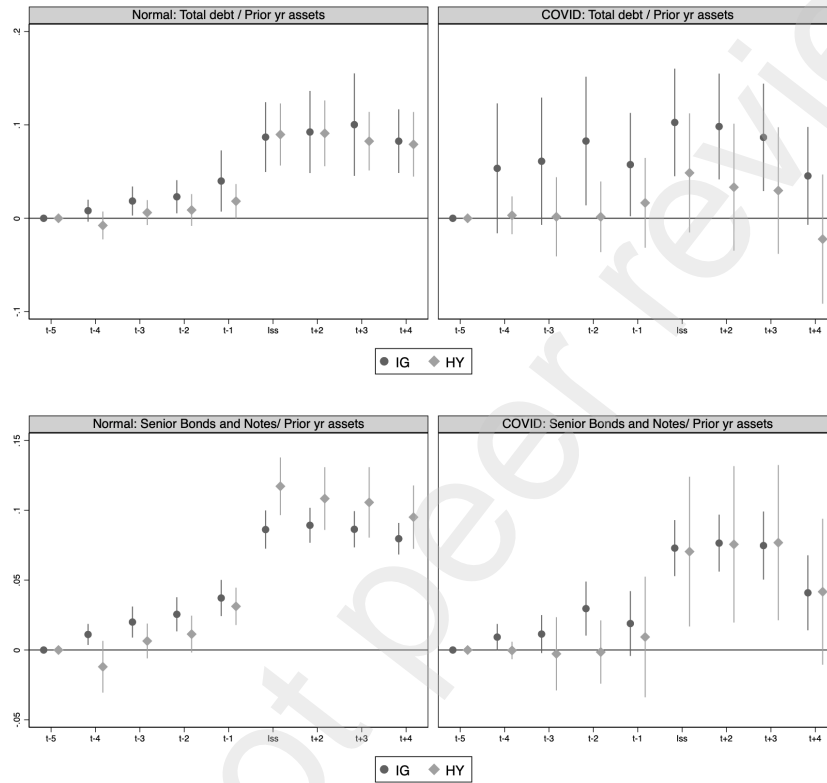 Normal: Total debt / Prior yr assets
COVID: Total debt / Prior yr assets
.2
.1
0
-.1
t-5 t-4 t-3 t-2 t-1 Iss t+2 t+3 t+4
t-5 t-4 t-3 t-2 t-1 Iss t+2 t+3 t+4
IG HY
Normal: Senior Bonds and Notes/ Prior yr assets
COVID: Senior Bonds and Notes/ Prior yr assets
.15
.1
.05
0
-.05
t-5 t-4 t-3 t-2 t-1 Iss t+2 t+3 t+4
t-5 t-4 t-3 t-2 t-1 Iss t+2 t+3 t+4
IG HY
ot peer revie